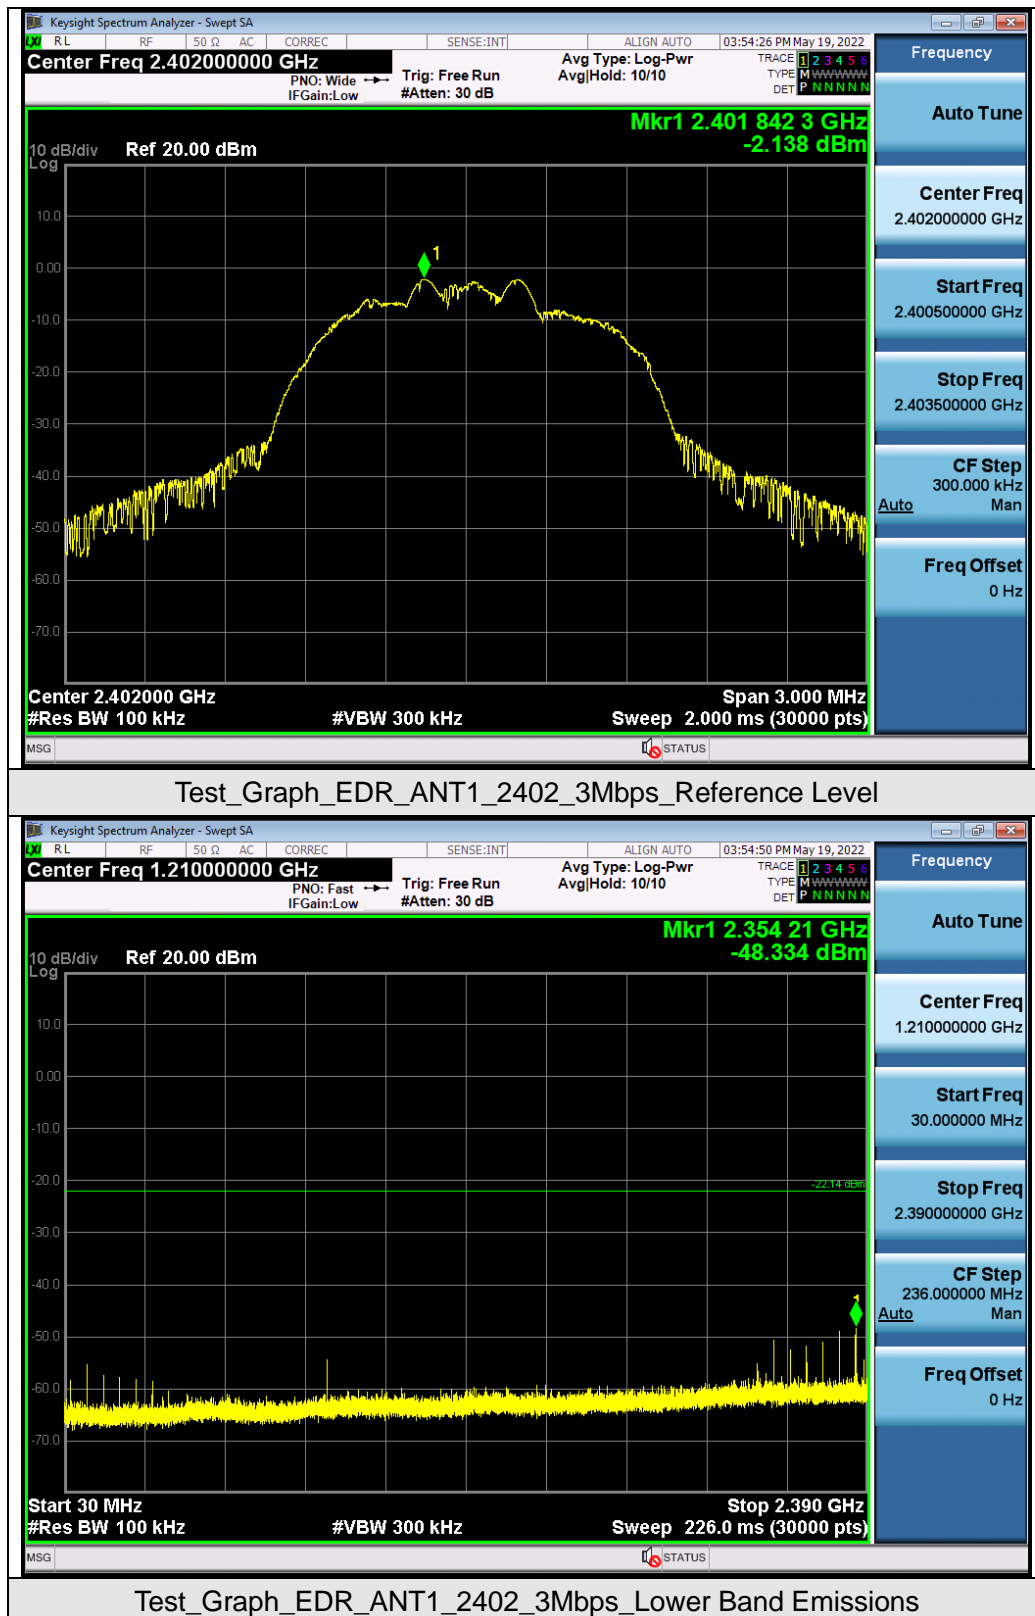 Keysight Spectrum Analyzer - Swept SA
LXI RL RF 50 Ω AC CORREC SENSE:INT ALIGN AUTO 03:54:26 PM May 19, 2022
Center Freq 2.402000000 GHz
PNO: Wide
IFGain:Low
Trig: Free Run
#Atten: 30 dB
Avg Type: Log-Pwr
Avg|Hold: 10/10
TRACE 1 2 3 4 5 6
TYPE M WWWWW
DET P N N N N N
Mkr1 2.401 842 3 GHz
-2.138 dBm
10 dB/div
Log
Ref 20.00 dBm
10.0
0.00
-10.0
-20.0
-30.0
-40.0
-50.0
-60.0
-70.0
1
Center 2.402000 GHz
Span 3.000 MHz
#Res BW 100 kHz
#VBW 300 kHz
Sweep 2.000 ms (30000 pts)
MSG
STATUS
Frequency
Auto Tune
Center Freq
2.402000000 GHz
Start Freq
2.400500000 GHz
Stop Freq
2.403500000 GHz
CF Step
300.000 kHz
Auto Man
Freq Offset
0 Hz
Test_Graph_EDR_ANT1_2402_3Mbps_Reference Level
Keysight Spectrum Analyzer - Swept SA
LXI RL RF 50 Ω AC CORREC SENSE:INT ALIGN AUTO 03:54:50 PM May 19, 2022
Center Freq 1.210000000 GHz
PNO: Fast
IFGain:Low
Trig: Free Run
#Atten: 30 dB
Avg Type: Log-Pwr
Avg|Hold: 10/10
TRACE 1 2 3 4 5 6
TYPE M WWWWW
DET P N N N N N
Mkr1 2.354 21 GHz
-48.334 dBm
10 dB/div
Log
Ref 20.00 dBm
10.0
0.00
-10.0
-20.0
-30.0
-40.0
-50.0
-60.0
-70.0
-22.14 dBm
1
Start 30 MHz
Stop 2.390 GHz
#Res BW 100 kHz
#VBW 300 kHz
Sweep 226.0 ms (30000 pts)
MSG
STATUS
Frequency
Auto Tune
Center Freq
1.210000000 GHz
Start Freq
30.000000 MHz
Stop Freq
2.390000000 GHz
CF Step
236.000000 MHz
Auto Man
Freq Offset
0 Hz
Test_Graph_EDR_ANT1_2402_3Mbps_Lower Band Emissions